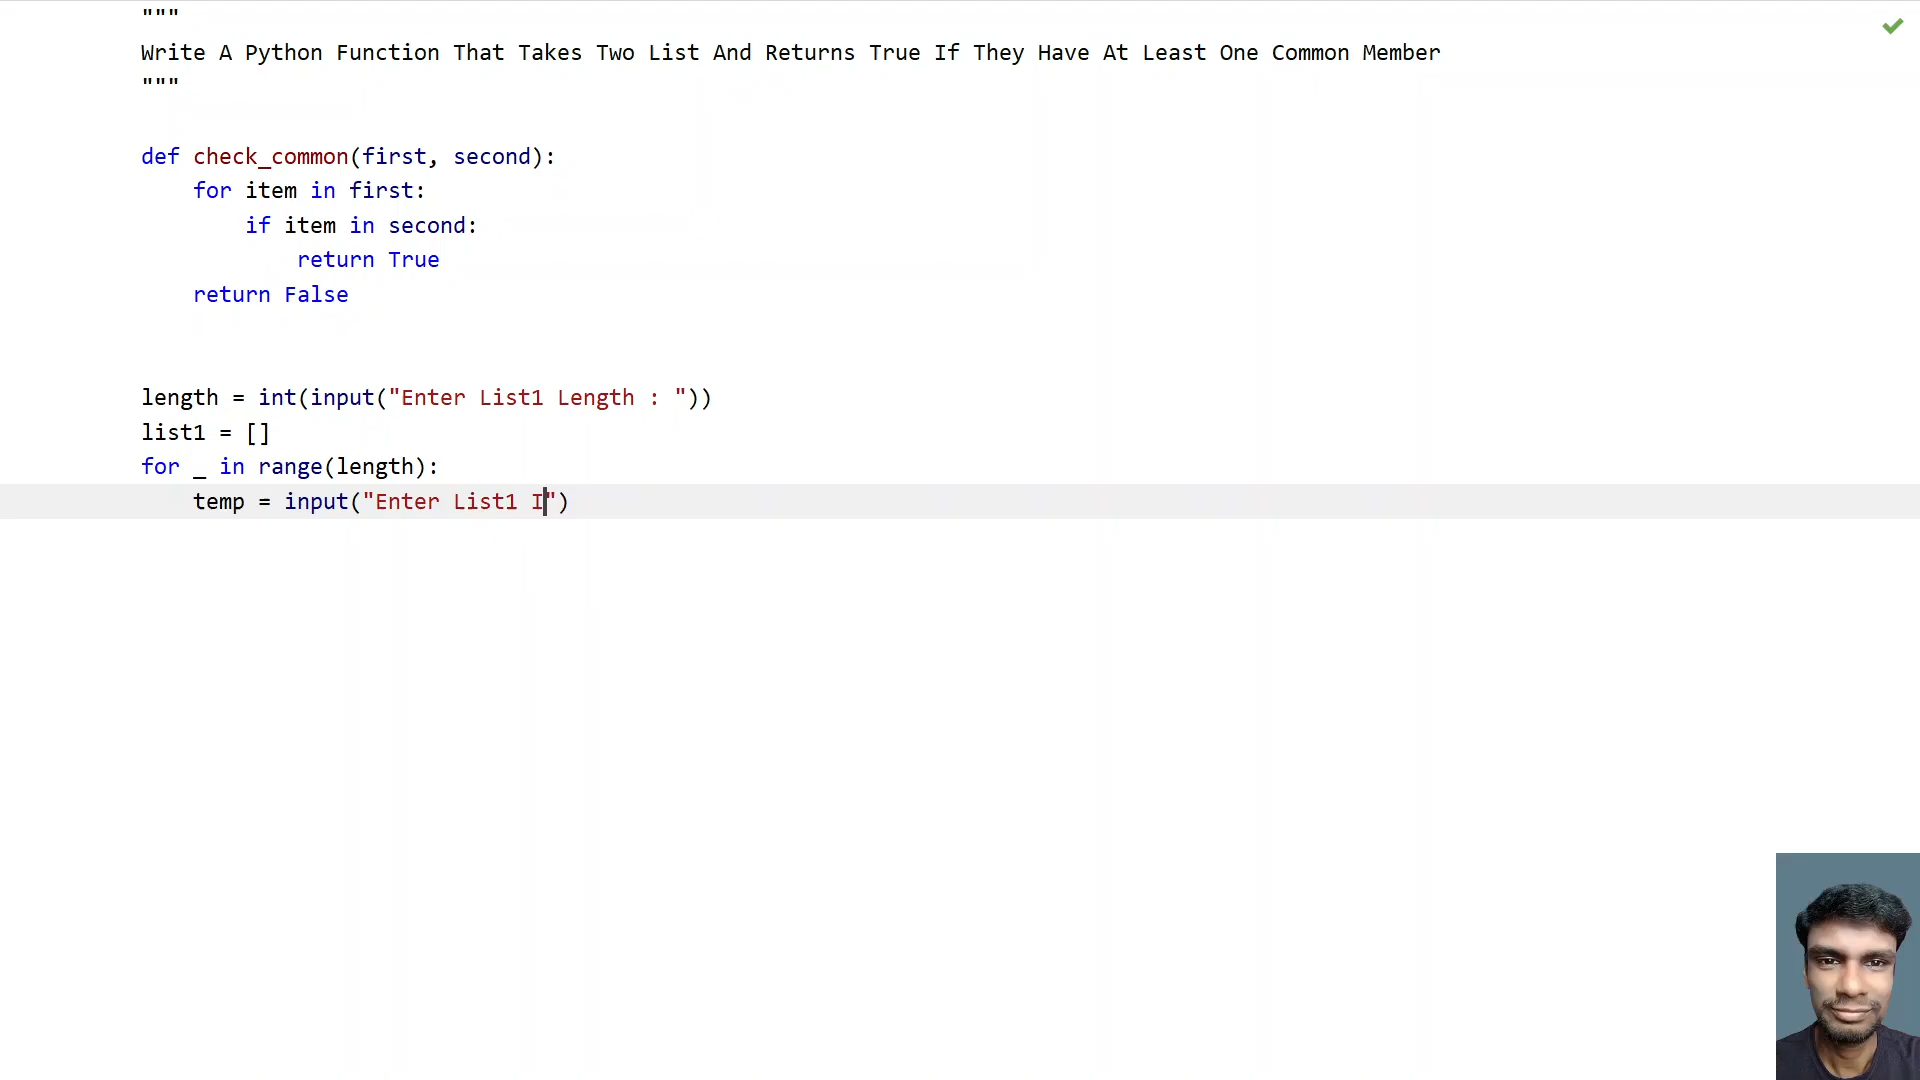 """
Write A Python Function That Takes Two List And Returns True If They Have At Least One Common Member
"""
def check_common(first, second):
    for item in first:
        if item in second:
            return True
    return False
length = int(input("Enter List1 Length : "))
list1 = []
for _ in range(length):
    temp = input("Enter List1 I")